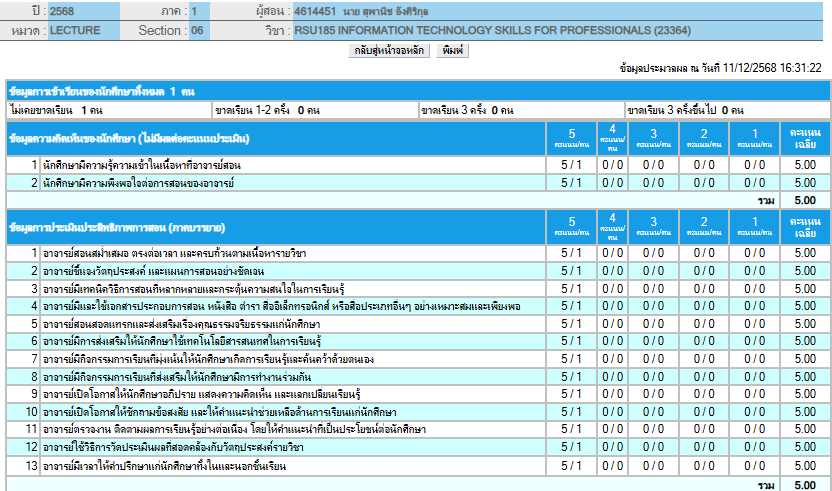 ปี : 2568 ภาค : 1 ผู้สอน : 4614451 นาย สุพานิช อังศิริกุล
หมวด : LECTURE Section : 06 วิชา : RSU185 INFORMATION TECHNOLOGY SKILLS FOR PROFESSIONALS (23364)
กลับสู่หน้าจอหลัก พิมพ์
ข้อมูลประมวลผล ณ วันที่ 11/12/2568 16:31:22
ข้อมูลการเข้าเรียนของนักศึกษาทั้งหมด 1 คน
ไม่เคยขาดเรียน 1 คน ขาดเรียน 1-2 ครั้ง 0 คน ขาดเรียน 3 ครั้ง 0 คน ขาดเรียน 3 ครั้งขึ้นไป 0 คน
ข้อมูลความคิดเห็นของนักศึกษา (ไม่มีผลต่อคะแนนประเมิน) 5 คะแนน/คน 4 คะแนน/คน 3 คะแนน/คน 2 คะแนน/คน 1 คะแนน/คน คะแนนเฉลี่ย
1 นักศึกษามีความรู้ความเข้าใจในเนื้อหาที่อาจารย์สอน 5 / 1 0 / 0 0 / 0 0 / 0 0 / 0 5.00
2 นักศึกษามีความพึงพอใจต่อการสอนของอาจารย์ 5 / 1 0 / 0 0 / 0 0 / 0 0 / 0 5.00
รวม 5.00
ข้อมูลการประเมินประสิทธิภาพการสอน (ภาคบรรยาย) 5 คะแนน/คน 4 คะแนน/คน 3 คะแนน/คน 2 คะแนน/คน 1 คะแนน/คน คะแนนเฉลี่ย
1 อาจารย์สอนสม่ำเสมอ ตรงต่อเวลา และครบถ้วนตามเนื้อหารายวิชา 5 / 1 0 / 0 0 / 0 0 / 0 0 / 0 5.00
2 อาจารย์ชี้แจงวัตถุประสงค์ และแผนการสอนอย่างชัดเจน 5 / 1 0 / 0 0 / 0 0 / 0 0 / 0 5.00
3 อาจารย์มีเทคนิควิธีการสอนที่หลากหลายและกระตุ้นความสนใจในการเรียนรู้ 5 / 1 0 / 0 0 / 0 0 / 0 0 / 0 5.00
4 อาจารย์มีและใช้เอกสารประกอบการสอน หนังสือ ตำรา สื่ออิเล็กทรอนิกส์ หรือสื่อประเภทอื่นๆ อย่างเหมาะสมและเพียงพอ 5 / 1 0 / 0 0 / 0 0 / 0 0 / 0 5.00
5 อาจารย์สอนสอดแทรกและส่งเสริมเรื่องคุณธรรมจริยธรรมแก่นักศึกษา 5 / 1 0 / 0 0 / 0 0 / 0 0 / 0 5.00
6 อาจารย์มีการส่งเสริมให้นักศึกษาใช้เทคโนโลยีสารสนเทศในการเรียนรู้ 5 / 1 0 / 0 0 / 0 0 / 0 0 / 0 5.00
7 อาจารย์มีกิจกรรมการเรียนที่มุ่งเน้นให้นักศึกษาเกิดการเรียนรู้และค้นคว้าด้วยตนเอง 5 / 1 0 / 0 0 / 0 0 / 0 0 / 0 5.00
8 อาจารย์มีกิจกรรมการเรียนที่ส่งเสริมให้นักศึกษามีการทำงานร่วมกัน 5 / 1 0 / 0 0 / 0 0 / 0 0 / 0 5.00
9 อาจารย์เปิดโอกาสให้นักศึกษาอภิปราย แสดงความคิดเห็น และแลกเปลี่ยนเรียนรู้ 5 / 1 0 / 0 0 / 0 0 / 0 0 / 0 5.00
10 อาจารย์เปิดโอกาสให้ซักถามข้อสงสัย และให้คำแนะนำช่วยเหลือด้านการเรียนแก่นักศึกษา 5 / 1 0 / 0 0 / 0 0 / 0 0 / 0 5.00
11 อาจารย์ตรวจงาน ติดตามผลการเรียนรู้อย่างต่อเนื่อง โดยให้คำแนะนำที่เป็นประโยชน์ต่อนักศึกษา 5 / 1 0 / 0 0 / 0 0 / 0 0 / 0 5.00
12 อาจารย์ใช้วิธีการวัดประเมินผลที่สอดคล้องกับวัตถุประสงค์รายวิชา 5 / 1 0 / 0 0 / 0 0 / 0 0 / 0 5.00
13 อาจารย์มีเวลาให้คำปรึกษาแก่นักศึกษาทั้งในและนอกชั้นเรียน 5 / 1 0 / 0 0 / 0 0 / 0 0 / 0 5.00
รวม 5.00